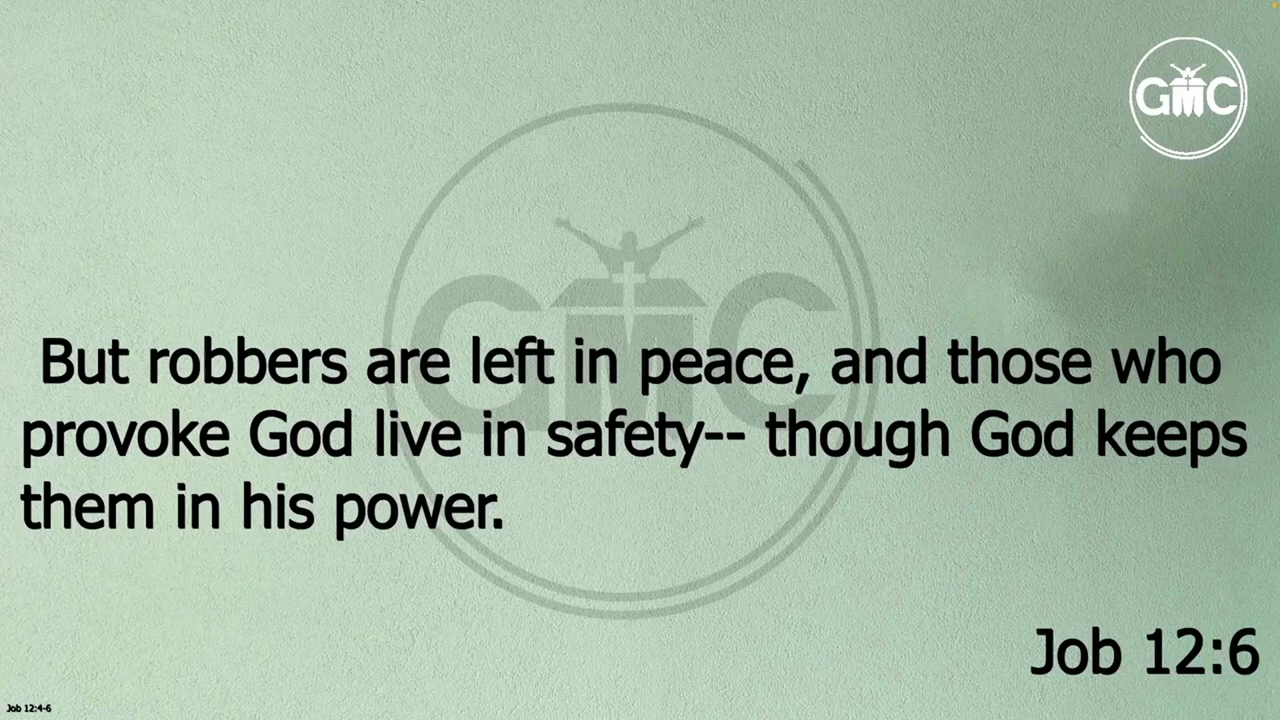 GMC
GMC
But robbers are left in peace, and those who
provoke God live in safety-- though God keeps
them in his power.
Job 12:6
Job 12:4-6